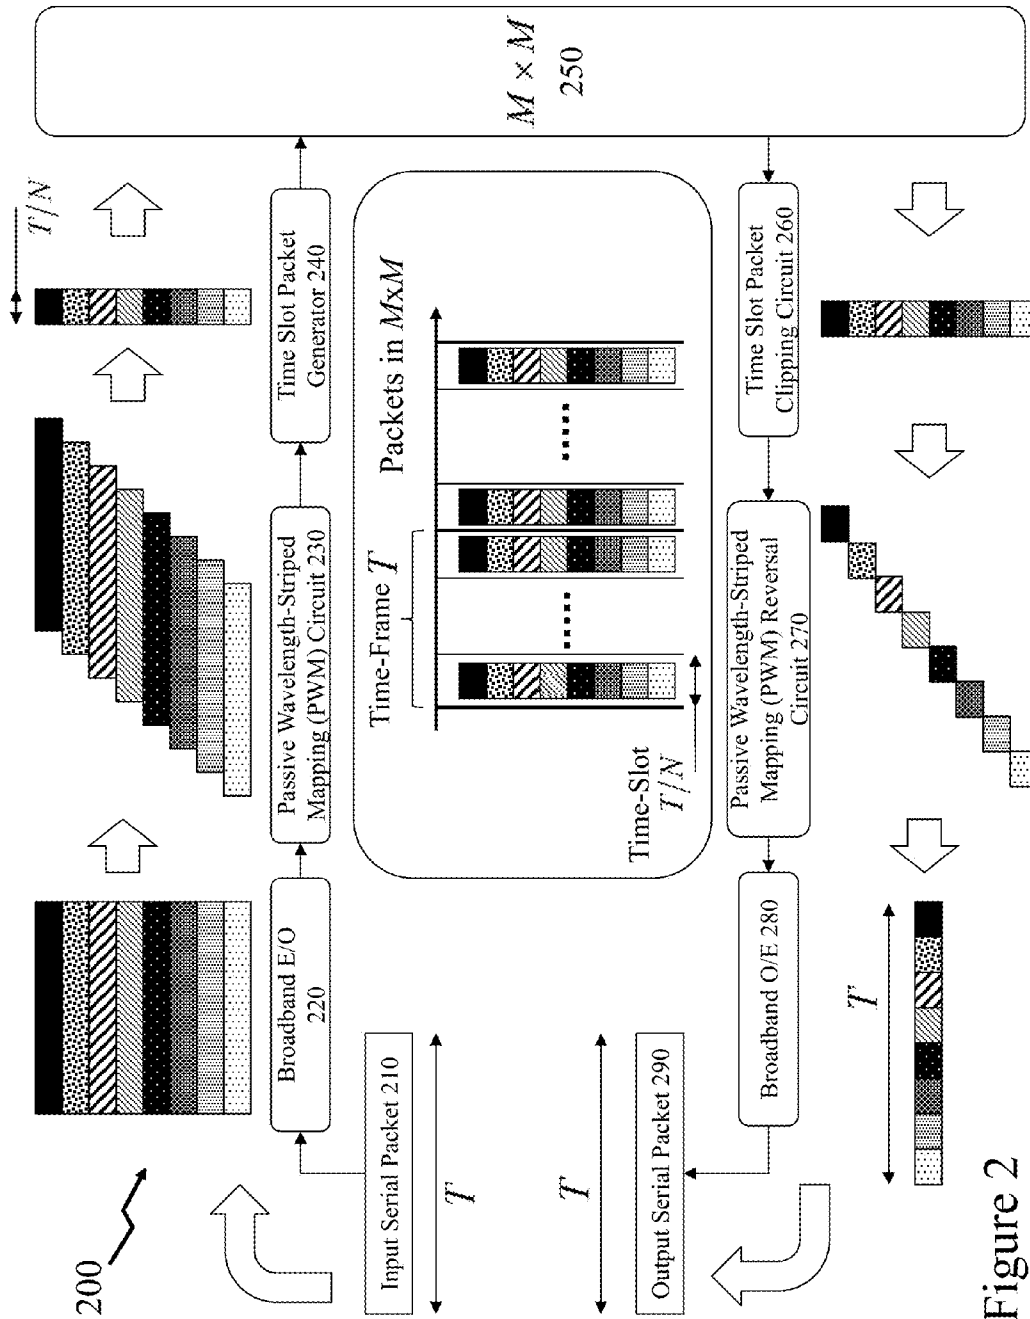 200
Input Serial Packet 210
T
Broadband E/O
220
Passive Wavelength-Striped
Mapping (PWM) Circuit 230
Time Slot Packet
Generator 240
T/N
M × M
250
Time-Frame T
Packets in MxM
Time-Slot
T/N
Time Slot Packet
Clipping Circuit 260
Passive Wavelength-Striped
Mapping (PWM) Reversal
Circuit 270
Broadband O/E 280
T
Output Serial Packet 290
T
Figure 2